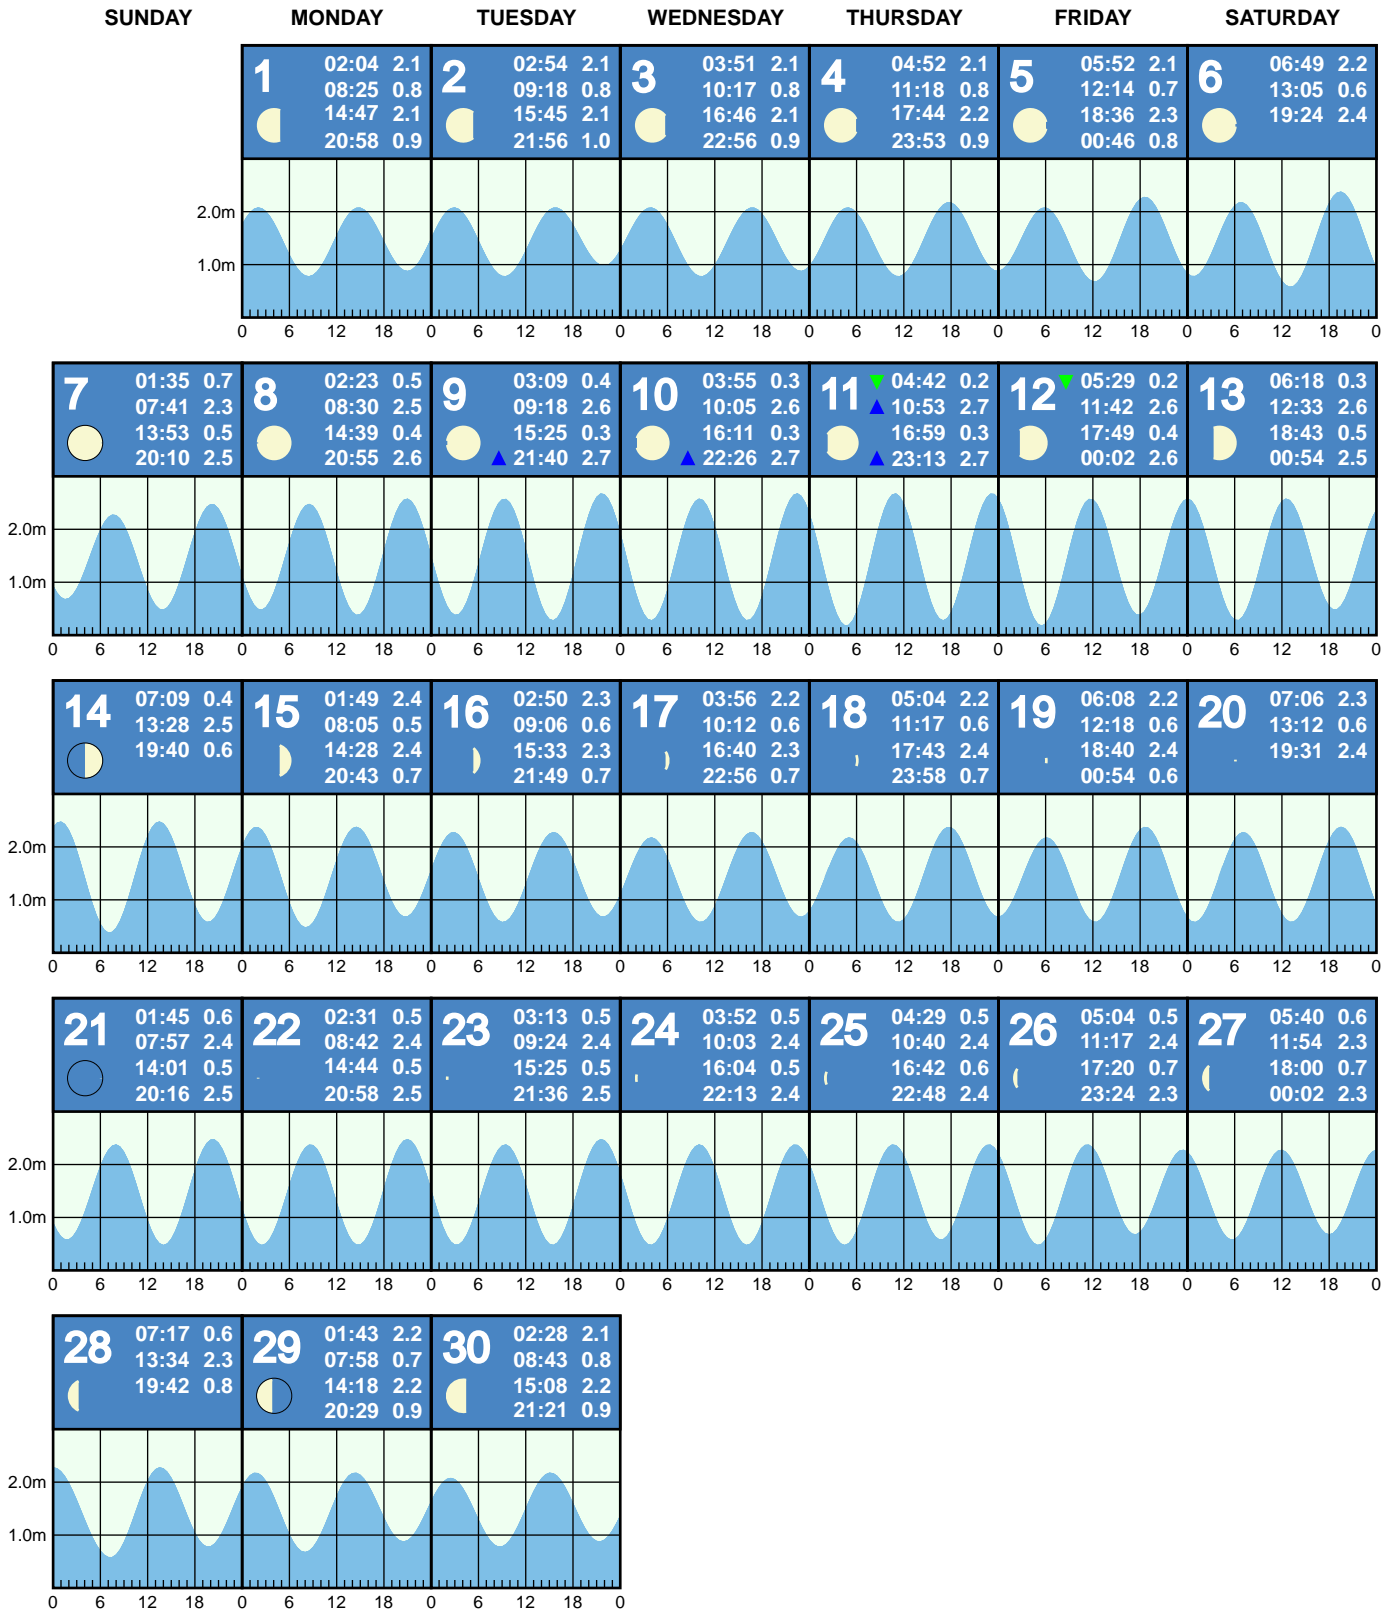 SUNDAY MONDAY TUESDAY WEDNESDAY THURSDAY FRIDAY SATURDAY
1 02:04 2.1
08:25 0.8
14:47 2.1
20:58 0.9
2 02:54 2.1
09:18 0.8
15:45 2.1
21:56 1.0
3 03:51 2.1
10:17 0.8
16:46 2.1
22:56 0.9
4 04:52 2.1
11:18 0.8
17:44 2.2
23:53 0.9
5 05:52 2.1
12:14 0.7
18:36 2.3
00:46 0.8
6 06:49 2.2
13:05 0.6
19:24 2.4
2.0m
1.0m
0 6 12 18 0 6 12 18 0 6 12 18 0 6 12 18 0 6 12 18 0 6 12 18 0
7 01:35 0.7
07:41 2.3
13:53 0.5
20:10 2.5
8 02:23 0.5
08:30 2.5
14:39 0.4
20:55 2.6
9 03:09 0.4
09:18 2.6
15:25 0.3
21:40 2.7
10 03:55 0.3
10:05 2.6
16:11 0.3
22:26 2.7
11 04:42 0.2
10:53 2.7
16:59 0.3
23:13 2.7
12 05:29 0.2
11:42 2.6
17:49 0.4
00:02 2.6
13 06:18 0.3
12:33 2.6
18:43 0.5
00:54 2.5
2.0m
1.0m
0 6 12 18 0 6 12 18 0 6 12 18 0 6 12 18 0 6 12 18 0 6 12 18 0 6 12 18 0
14 07:09 0.4
13:28 2.5
19:40 0.6
15 01:49 2.4
08:05 0.5
14:28 2.4
20:43 0.7
16 02:50 2.3
09:06 0.6
15:33 2.3
21:49 0.7
17 03:56 2.2
10:12 0.6
16:40 2.3
22:56 0.7
18 05:04 2.2
11:17 0.6
17:43 2.4
23:58 0.7
19 06:08 2.2
12:18 0.6
18:40 2.4
00:54 0.6
20 07:06 2.3
13:12 0.6
19:31 2.4
2.0m
1.0m
0 6 12 18 0 6 12 18 0 6 12 18 0 6 12 18 0 6 12 18 0 6 12 18 0 6 12 18 0
21 01:45 0.6
07:57 2.4
14:01 0.5
20:16 2.5
22 02:31 0.5
08:42 2.4
14:44 0.5
20:58 2.5
23 03:13 0.5
09:24 2.4
15:25 0.5
21:36 2.5
24 03:52 0.5
10:03 2.4
16:04 0.5
22:13 2.4
25 04:29 0.5
10:40 2.4
16:42 0.6
22:48 2.4
26 05:04 0.5
11:17 2.4
17:20 0.7
23:24 2.3
27 05:40 0.6
11:54 2.3
18:00 0.7
00:02 2.3
2.0m
1.0m
0 6 12 18 0 6 12 18 0 6 12 18 0 6 12 18 0 6 12 18 0 6 12 18 0 6 12 18 0
28 07:17 0.6
13:34 2.3
19:42 0.8
29 01:43 2.2
07:58 0.7
14:18 2.2
20:29 0.9
30 02:28 2.1
08:43 0.8
15:08 2.2
21:21 0.9
2.0m
1.0m
0 6 12 18 0 6 12 18 0 6 12 18 0